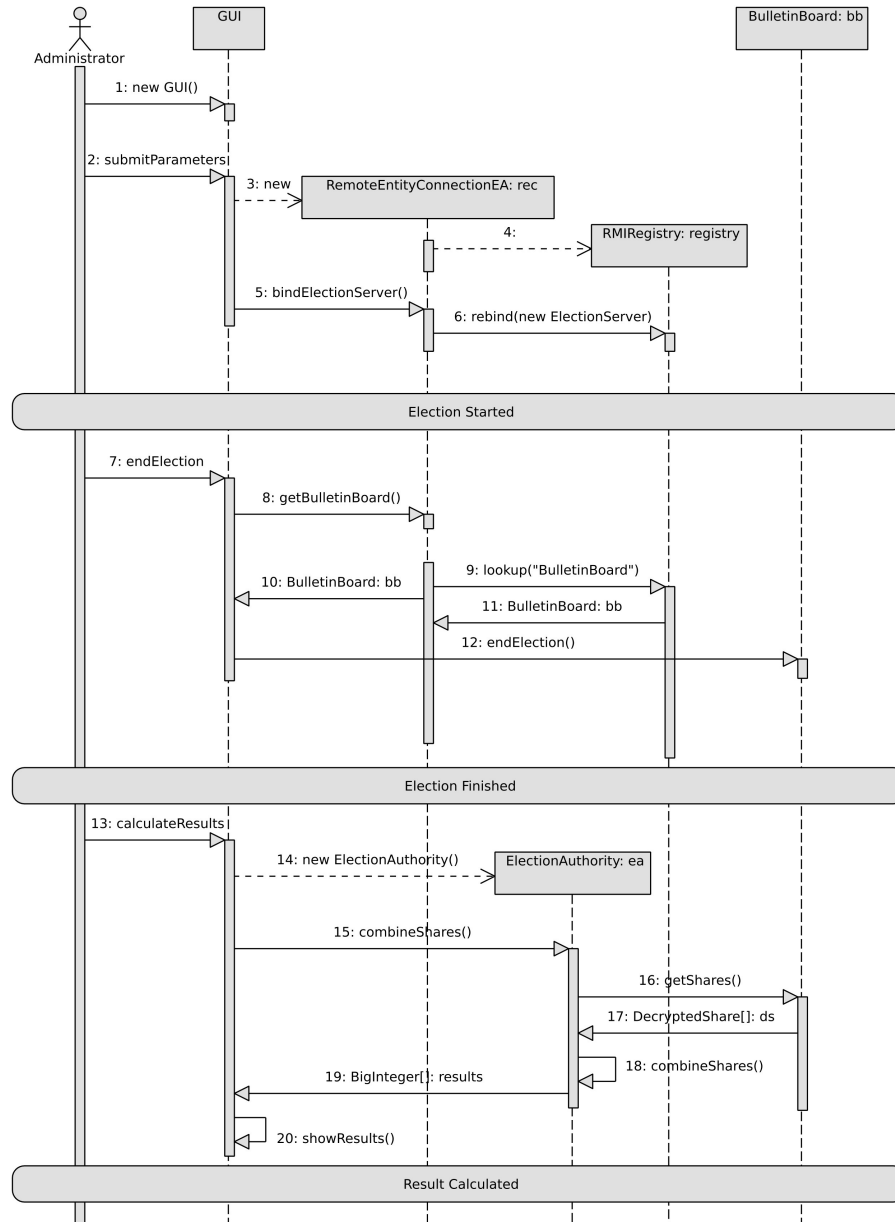 GUI
BulletinBoard: bb
Administrator
1: new GUI()
2: submitParameters
3: new
RemoteEntityConnectionEA: rec
4:
RMIRegistry: registry
5: bindElectionServer()
6: rebind(new ElectionServer)
Election Started
7: endElection
8: getBulletinBoard()
9: lookup("BulletinBoard")
10: BulletinBoard: bb
11: BulletinBoard: bb
12: endElection()
Election Finished
13: calculateResults
14: new ElectionAuthority()
ElectionAuthority: ea
15: combineShares()
16: getShares()
17: DecryptedShare[]: ds
18: combineShares()
19: BigInteger[]: results
20: showResults()
Result Calculated